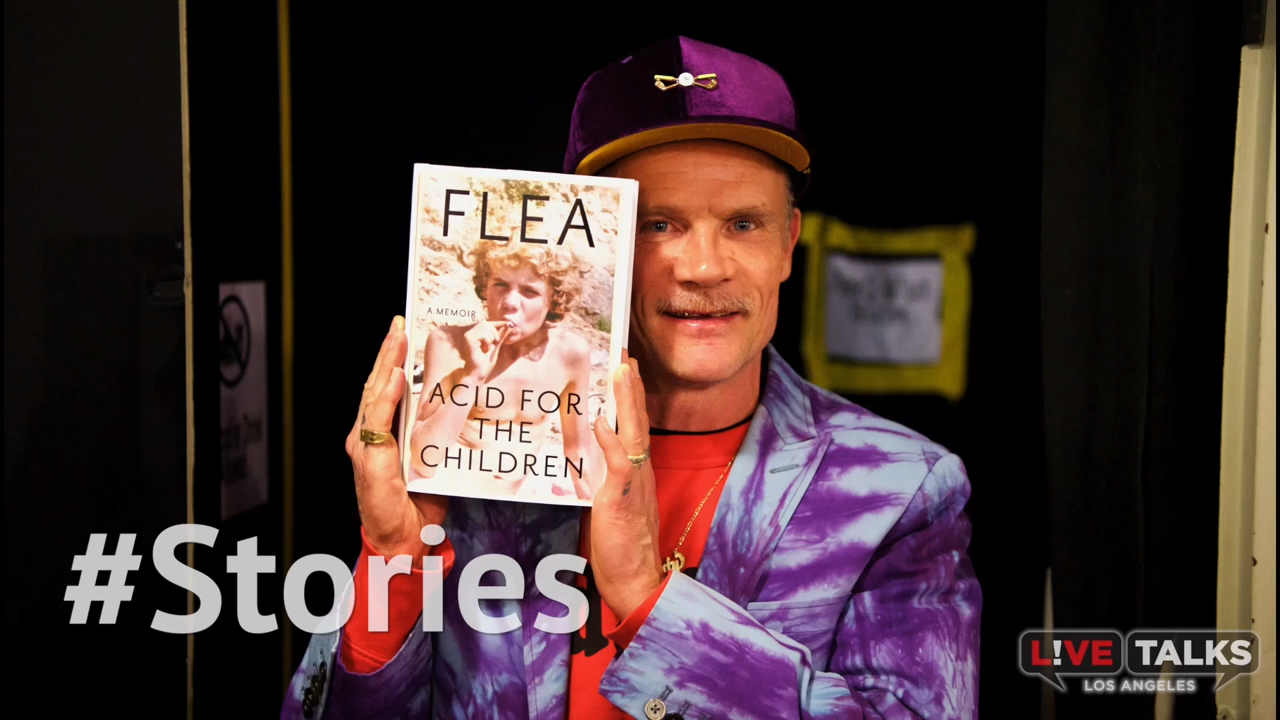 FLEA
A MEMOIR
ACID FOR
THE
CHILDREN
#Stories
L!VE TALKS
LOS ANGELES